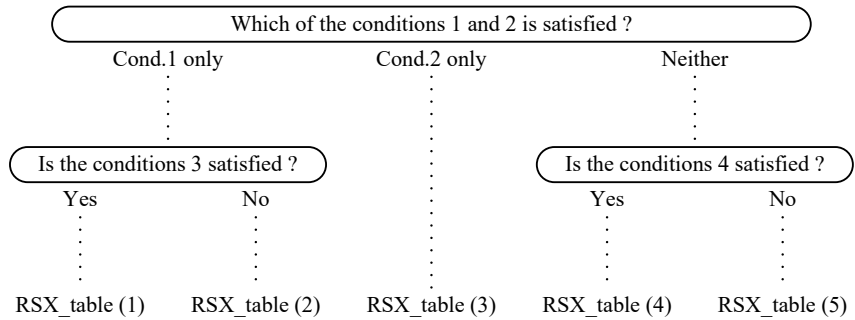 Which of the conditions 1 and 2 is satisfied ?
Cond.1 only
Cond.2 only
Neither
Is the conditions 3 satisfied ?
Is the conditions 4 satisfied ?
Yes
No
Yes
No
RSX_table (1)
RSX_table (2)
RSX_table (3)
RSX_table (4)
RSX_table (5)